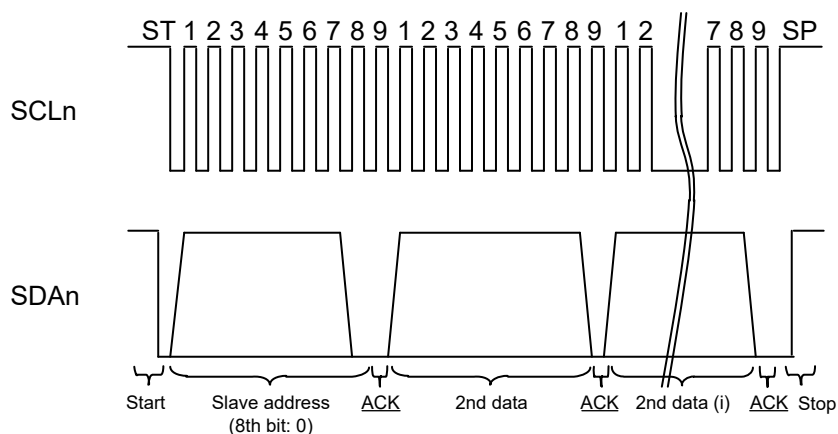 ST 1 2 3 4 5 6 7 8 9 1 2 3 4 5 6 7 8 9 1 2 7 8 9 SP
SCLn
SDAn
Start Slave address ACK 2nd data ACK 2nd data (i) ACK Stop
(8th bit: 0)